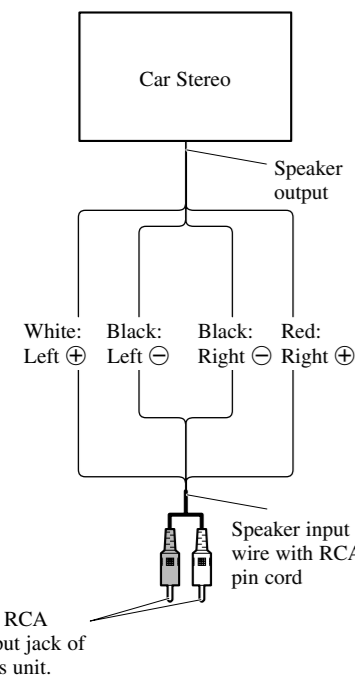 Car Stereo
Speaker
output
White:
Left ⊕
Black:
Left ⊖
Black:
Right ⊖
Red:
Right ⊕
Speaker input
wire with RCA
pin cord
RCA
jack of
unit.